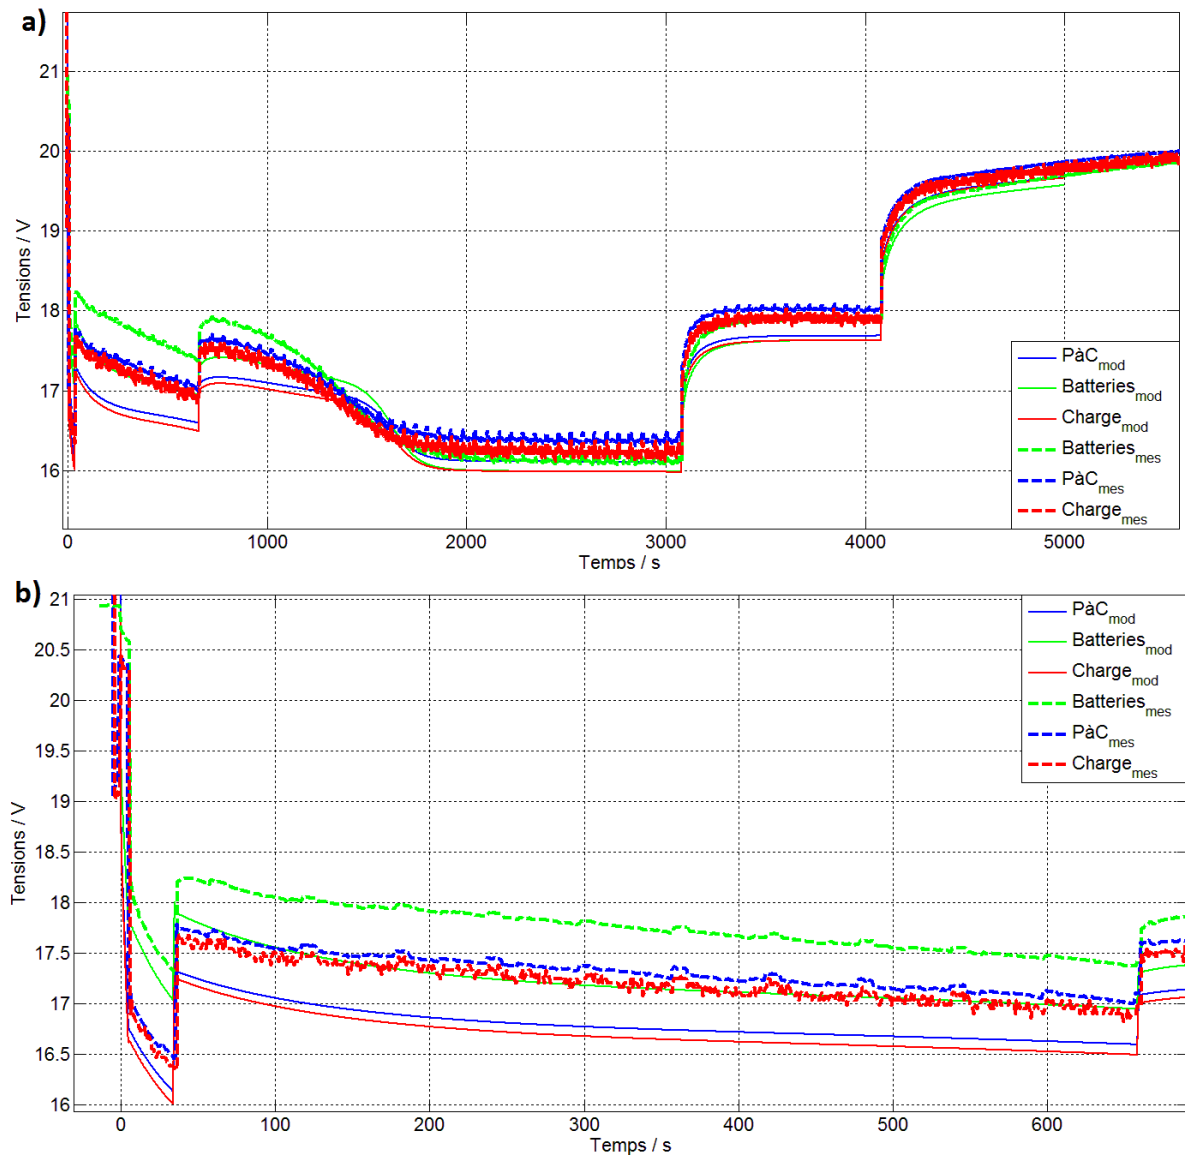 a)
21
20
19
18
17
16
Tensions / V
0 1000 2000 3000 4000 5000
Temps / s
PàCmod
Batteriesmod
Chargemod
Batteriesmes
PàCmes
Chargemes
b)
21
20.5
20
19.5
19
18.5
18
17.5
17
16.5
16
Tensions / V
0 100 200 300 400 500 600
Temps / s
PàCmod
Batteriesmod
Chargemod
Batteriesmes
PàCmes
Chargemes